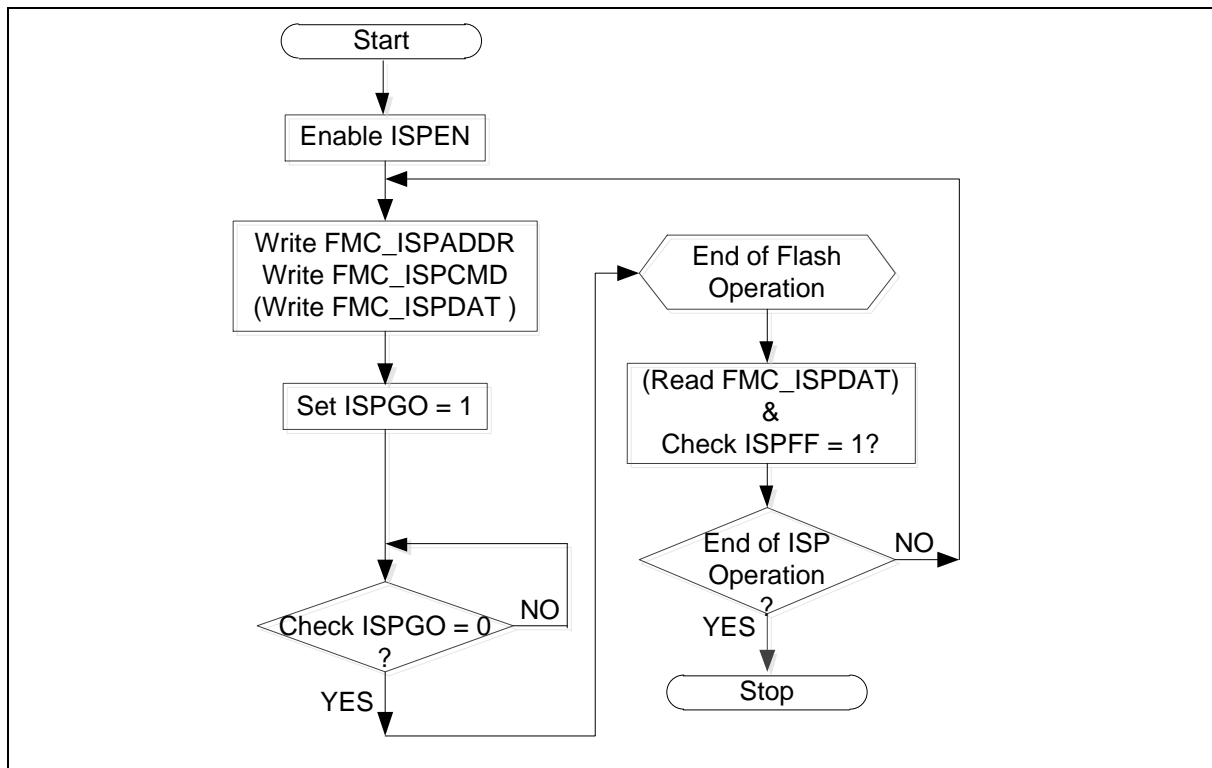 Start
Enable ISPEN
Write FMC_ISPADDR
Write FMC_ISPCMD
(Write FMC_ISPDAT )
Set ISPGO = 1
Check ISPGO = 0
?
NO
YES
End of Flash
Operation
(Read FMC_ISPDAT)
&
Check ISPFF = 1?
End of ISP
Operation
?
NO
YES
Stop